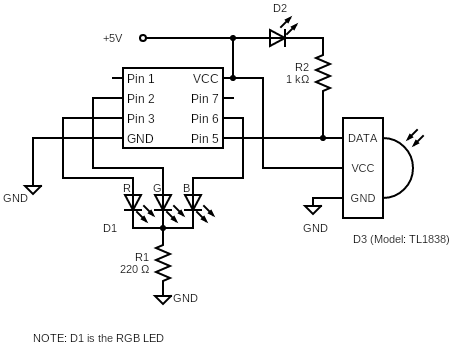 D2
+5V
R2
1 kΩ
Pin 1
VCC
Pin 2
Pin 7
Pin 3
Pin 6
GND
Pin 5
DATA
VCC
GND
GND
R
G
B
D1
GND
D3 (Model: TL1838)
R1
220 Ω
GND
NOTE: D1 is the RGB LED